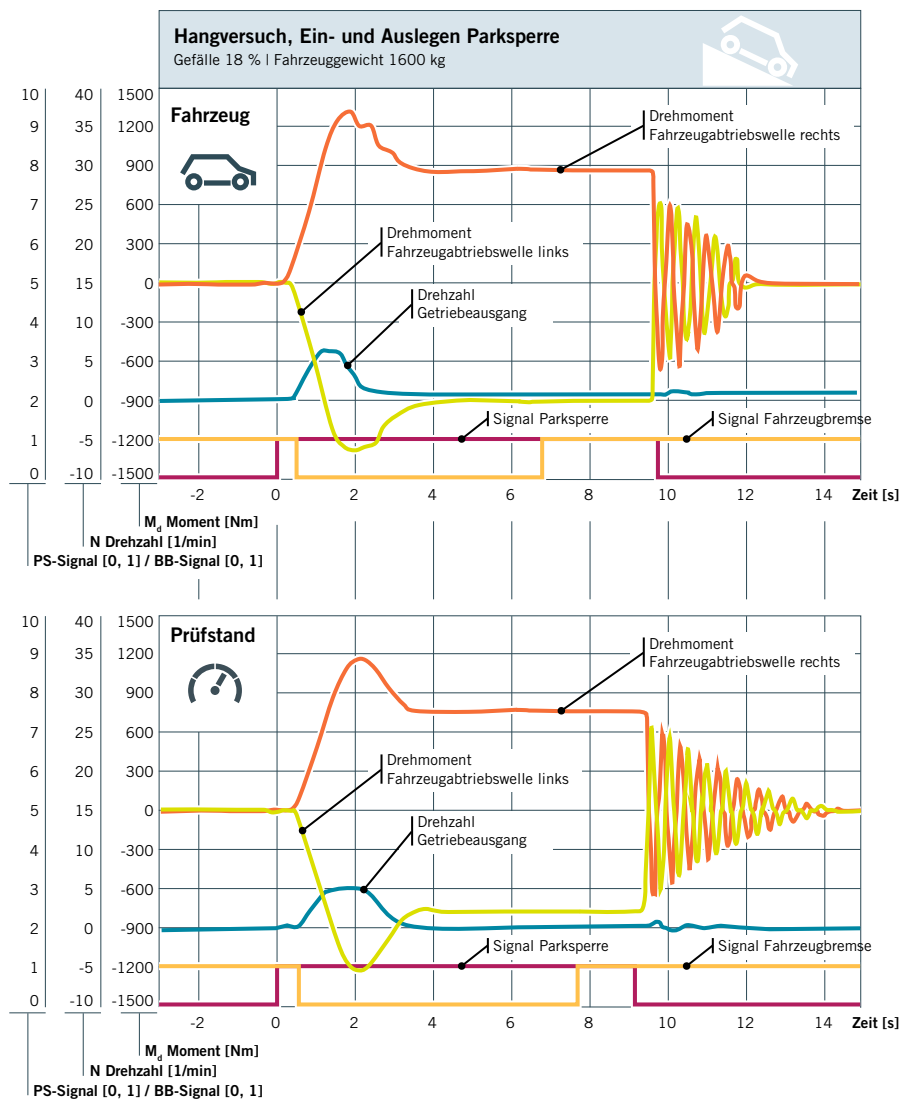 Hangversuch, Ein- und Auslegen Parksperre
Gefälle 18 % | Fahrzeuggewicht 1600 kg
10 40 1500
9 35 1200
8 30 900
7 25 600
6 20 300
5 15 0
4 10 -300
3 5 -600
2 0 -900
1 -5 -1200
0 -10 -1500
Fahrzeug
Drehmoment
Fahrzeugabtriebswelle rechts
Drehmoment
Fahrzeugabtriebswelle links
Drehzahl
Getriebeausgang
Signal Parksperre
Signal Fahrzeugbremse
-2 0 2 4 6 8 10 12 14 Zeit [s]
Md Moment [Nm]
N Drehzahl [1/min]
PS-Signal [0, 1] / BB-Signal [0, 1]
10 40 1500
9 35 1200
8 30 900
7 25 600
6 20 300
5 15 0
4 10 -300
3 5 -600
2 0 -900
1 -5 -1200
0 -10 -1500
Prüfstand
Drehmoment
Fahrzeugabtriebswelle rechts
Drehmoment
Fahrzeugabtriebswelle links
Drehzahl
Getriebeausgang
Signal Parksperre
Signal Fahrzeugbremse
-2 0 2 4 6 8 10 12 14 Zeit [s]
Md Moment [Nm]
N Drehzahl [1/min]
PS-Signal [0, 1] / BB-Signal [0, 1]